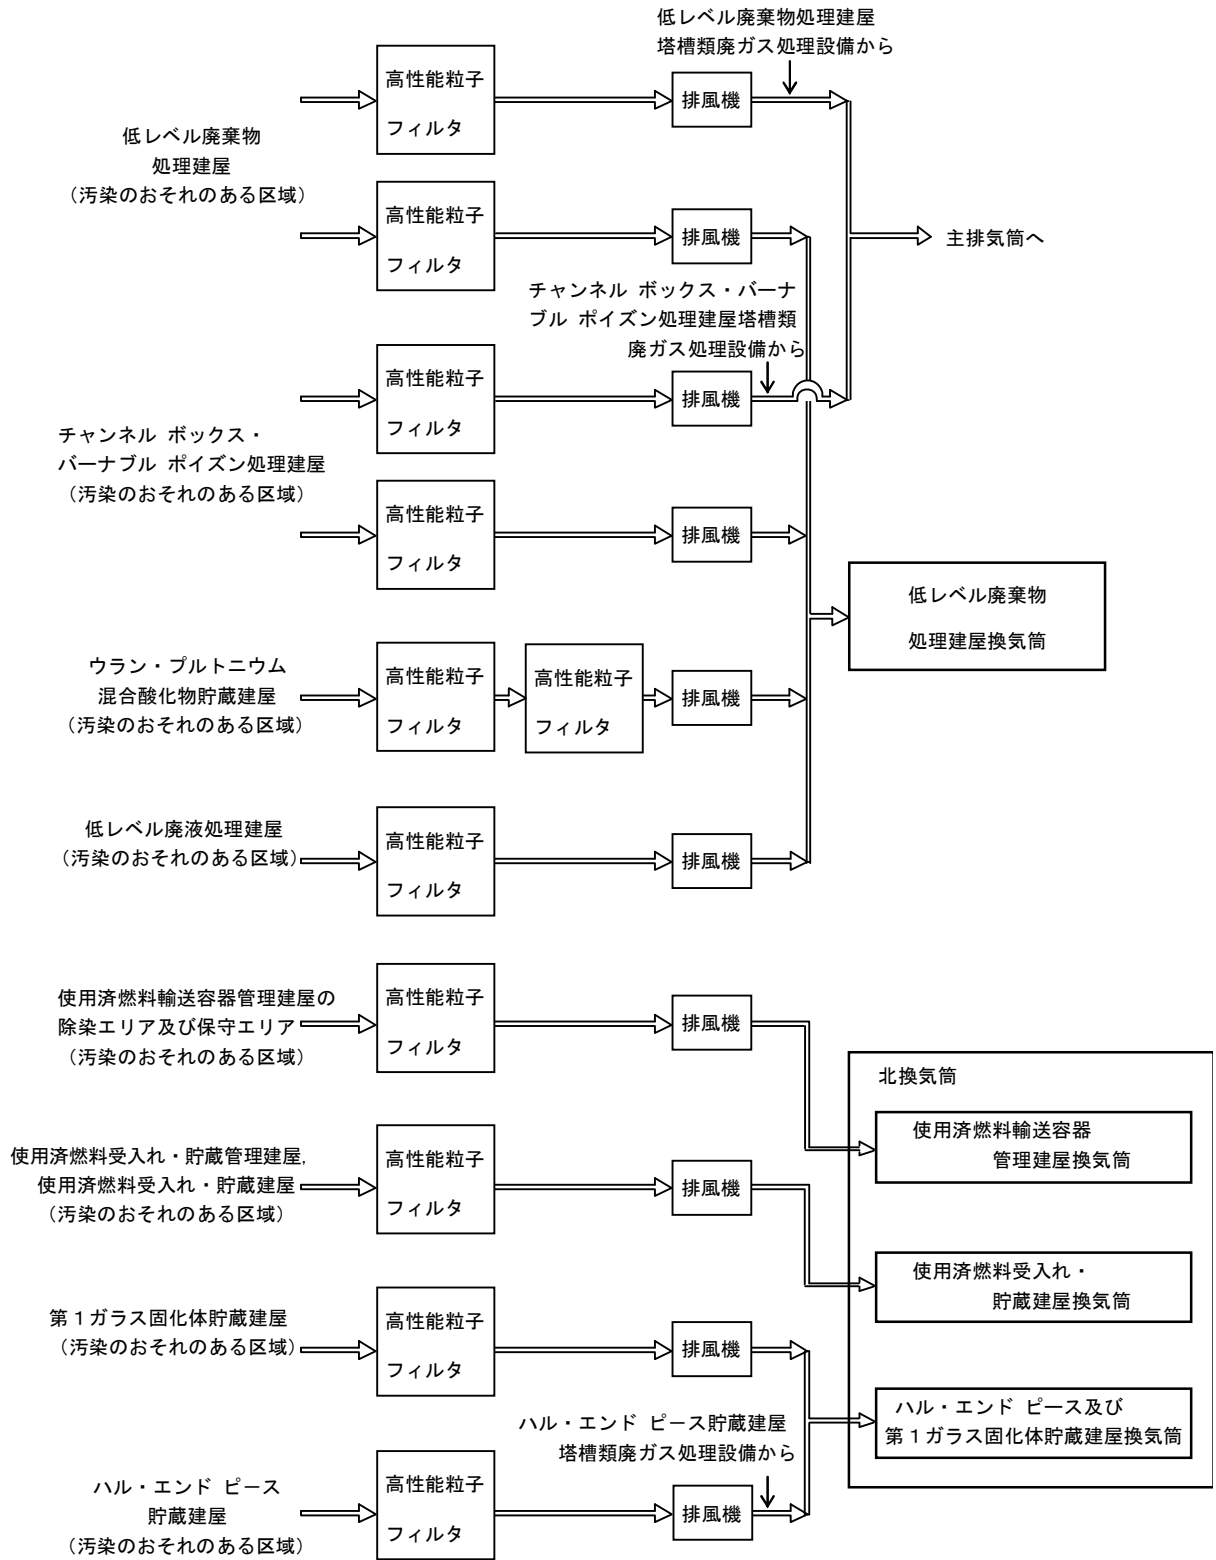 低レベル廃棄物処理建屋
塔槽類廃ガス処理設備から
高性能粒子
フィルタ
排風機
低レベル廃棄物
処理建屋
(汚染のおそれのある区域)
高性能粒子
フィルタ
排風機
主排気筒へ
チャンネル ボックス・バーナ
ブル ポイズン処理建屋塔槽類
廃ガス処理設備から
高性能粒子
フィルタ
排風機
チャンネル ボックス・
バーナブル ポイズン処理建屋
(汚染のおそれのある区域)
高性能粒子
フィルタ
排風機
低レベル廃棄物
処理建屋換気筒
ウラン・プルトニウム
混合酸化物貯蔵建屋
(汚染のおそれのある区域)
高性能粒子
フィルタ
高性能粒子
フィルタ
排風機
低レベル廃液処理建屋
(汚染のおそれのある区域)
高性能粒子
フィルタ
排風機
使用済燃料輸送容器管理建屋の
除染エリア及び保守エリア
(汚染のおそれのある区域)
高性能粒子
フィルタ
排風機
北換気筒
使用済燃料輸送容器
管理建屋換気筒
使用済燃料受入れ・貯蔵管理建屋,
使用済燃料受入れ・貯蔵建屋
(汚染のおそれのある区域)
高性能粒子
フィルタ
排風機
使用済燃料受入れ・
貯蔵建屋換気筒
第1ガラス固化体貯蔵建屋
(汚染のおそれのある区域)
高性能粒子
フィルタ
排風機
ハル・エンド ピース及び
第1ガラス固化体貯蔵建屋換気筒
ハル・エンド ピース貯蔵建屋
塔槽類廃ガス処理設備から
ハル・エンド ピース
貯蔵建屋
(汚染のおそれのある区域)
高性能粒子
フィルタ
排風機